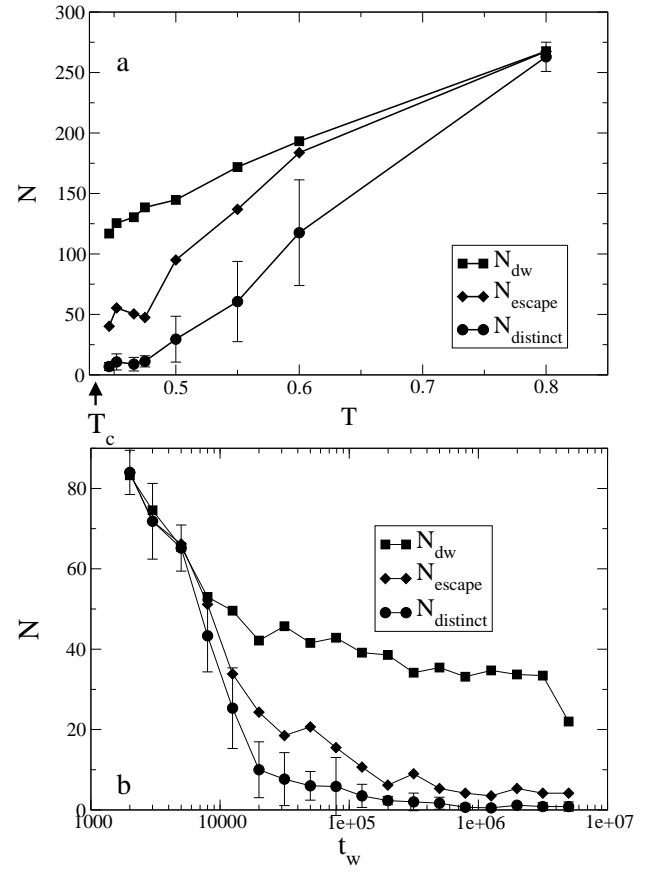 300
250
200
150
100
50
0
N
a
N_dw
N_escape
N_distinct
0.5 0.6 0.7 0.8
T
T_c
80
60
40
20
0
N
N_dw
N_escape
N_distinct
b
1000 10000 1e+05 1e+06 1e+07
t_w